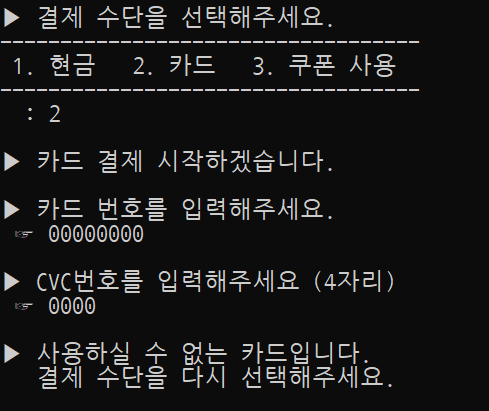 ▶ 결제 수단을 선택해주세요.
-----------------------------------
1. 현금   2. 카드   3. 쿠폰 사용
-----------------------------------
: 2
▶ 카드 결제 시작하겠습니다.
▶ 카드 번호를 입력해주세요.
☞ 00000000
▶ CVC번호를 입력해주세요 (4자리)
☞ 0000
▶ 사용하실 수 없는 카드입니다.
결제 수단을 다시 선택해주세요.